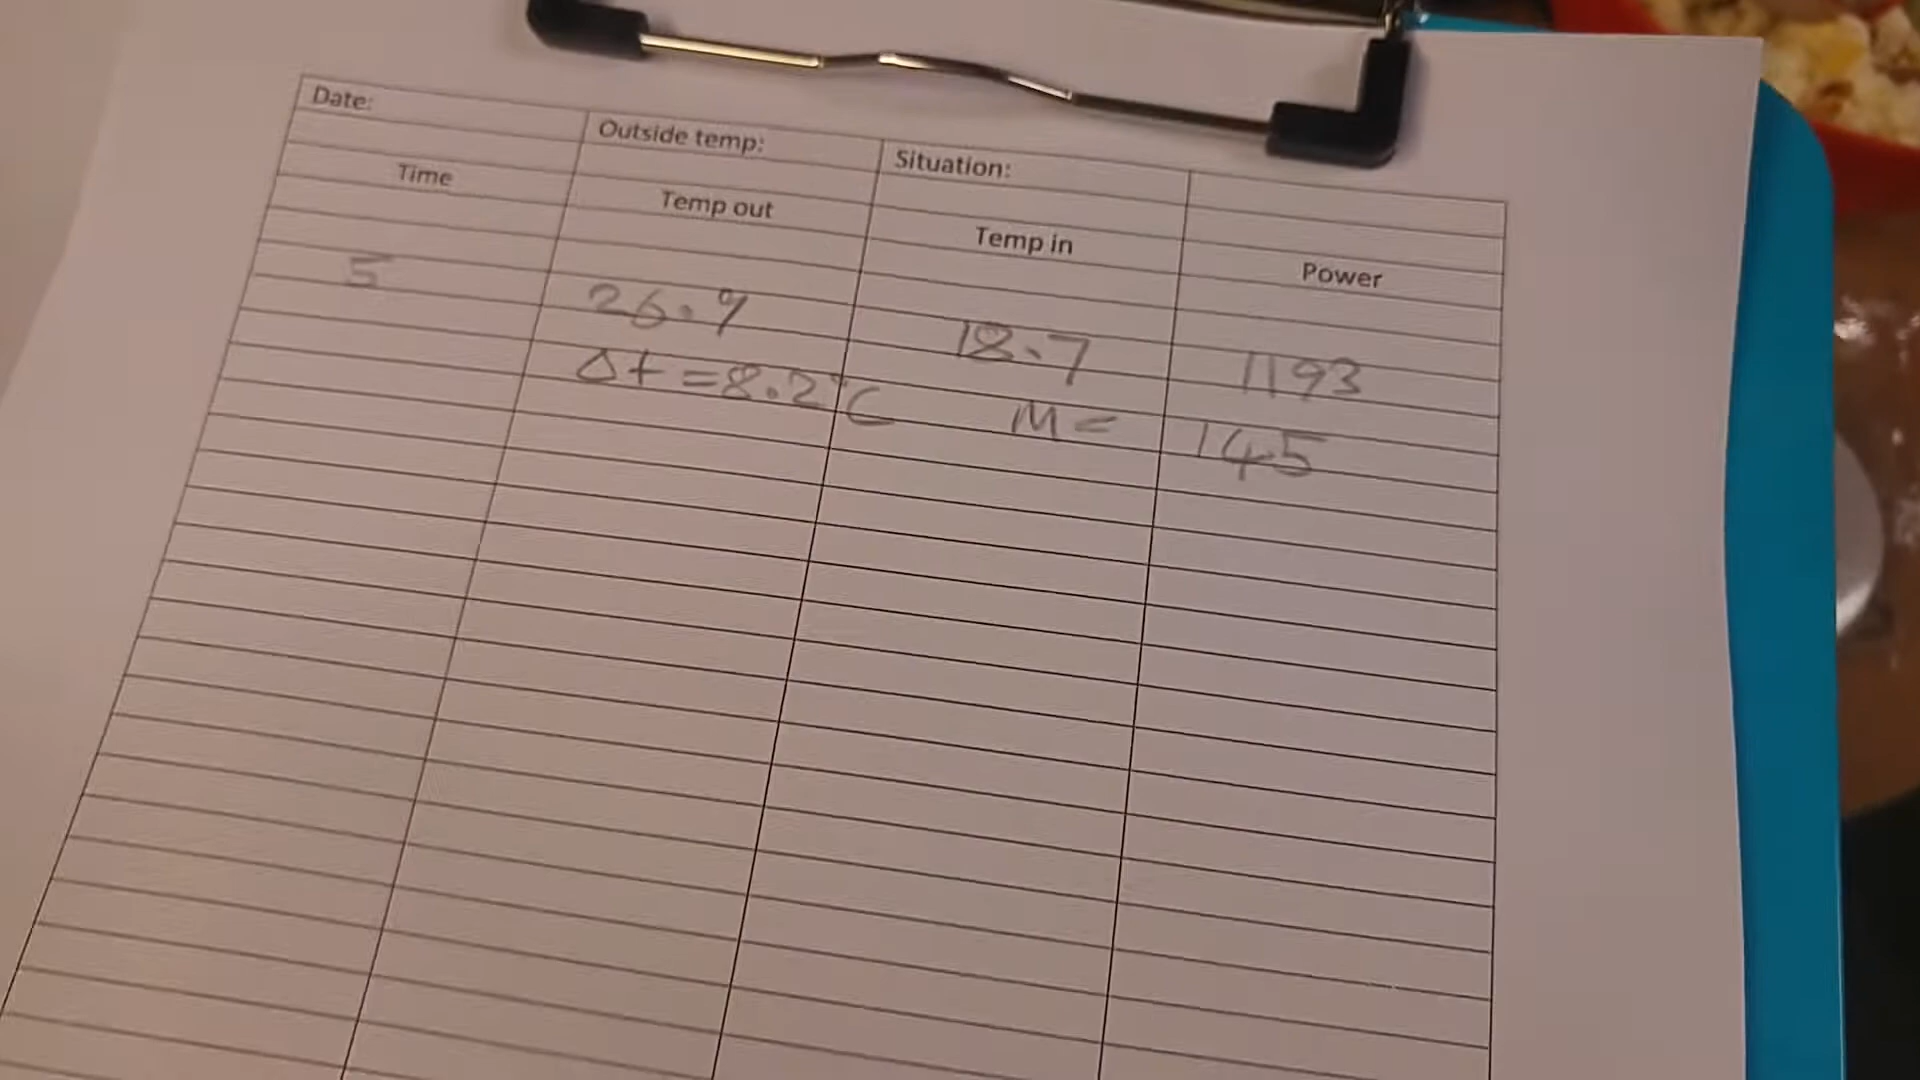 Date: Outside temp: Situation:
Time Temp out Temp in Power
5 26.9 18.7 1193
Δt = 8.2°C M = 145